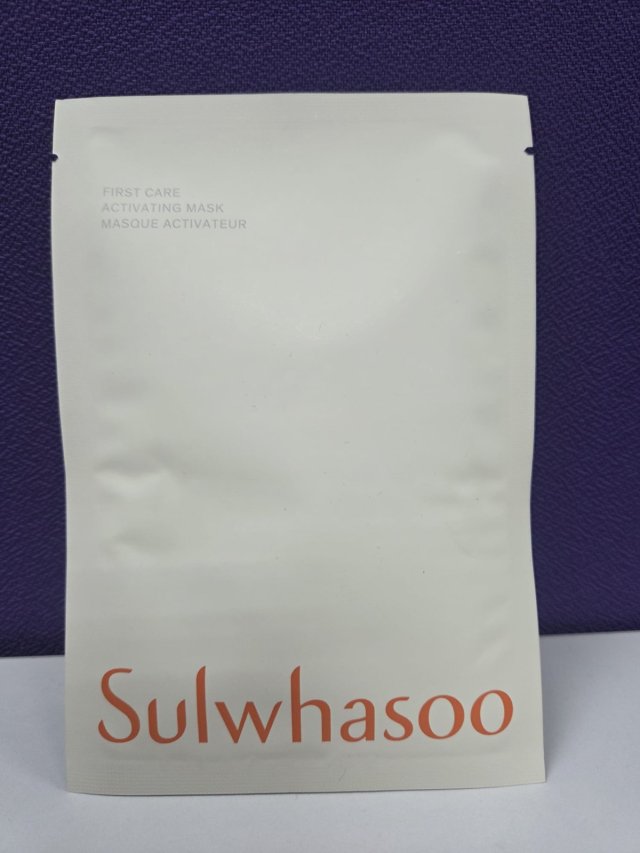 FIRST CARE
ACTIVATING MASK
MASQUE ACTIVATEUR
Sulwhasoo